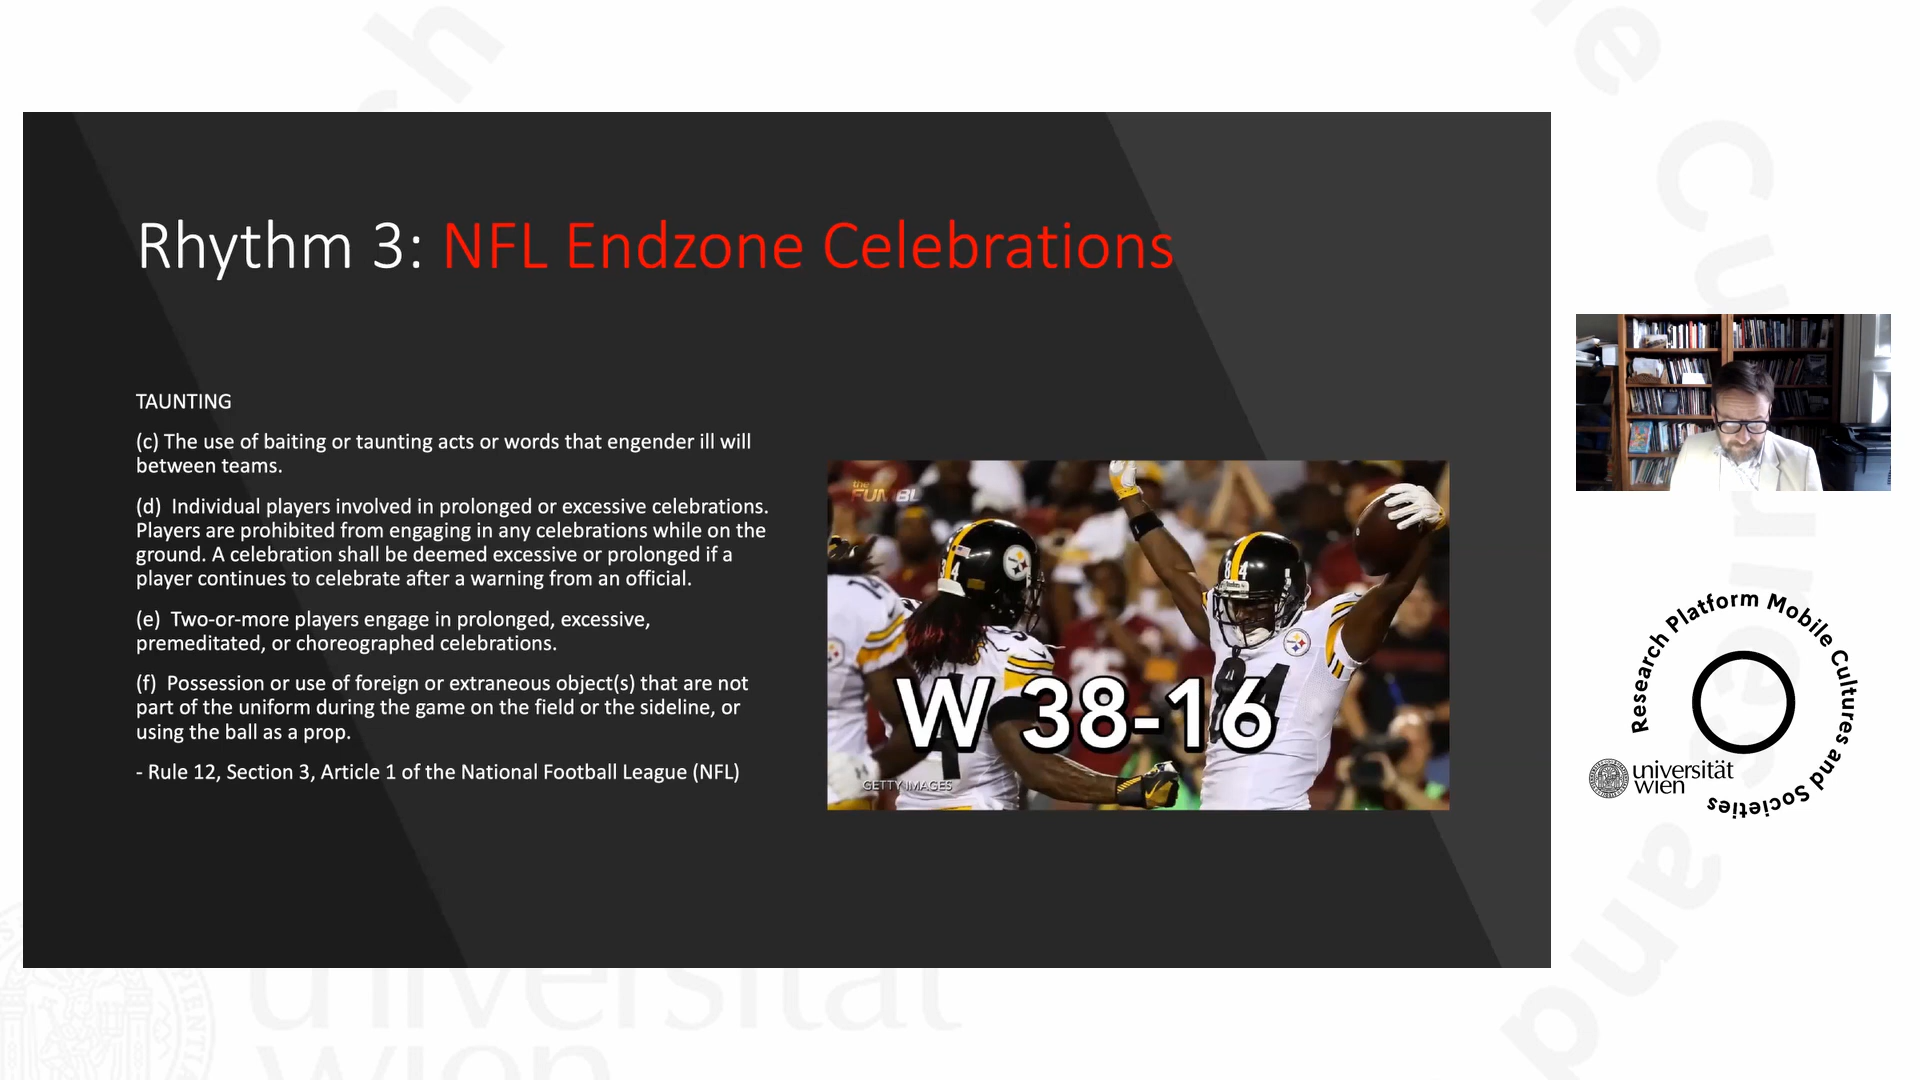 Rhythm 3: NFL Endzone Celebrations
TAUNTING
(c) The use of baiting or taunting acts or words that engender ill will
between teams.
(d)  Individual players involved in prolonged or excessive celebrations.
Players are prohibited from engaging in any celebrations while on the
ground. A celebration shall be deemed excessive or prolonged if a
player continues to celebrate after a warning from an official.
(e)  Two-or-more players engage in prolonged, excessive,
premeditated, or choreographed celebrations.
(f)  Possession or use of foreign or extraneous object(s) that are not
part of the uniform during the game on the field or the sideline, or
using the ball as a prop.
- Rule 12, Section 3, Article 1 of the National Football League (NFL)
the
FUMBL
84
W 38-16
84
GETTY IMAGES
Research Platform Mobile Cultures and Societies
universität
wien
universität
wien